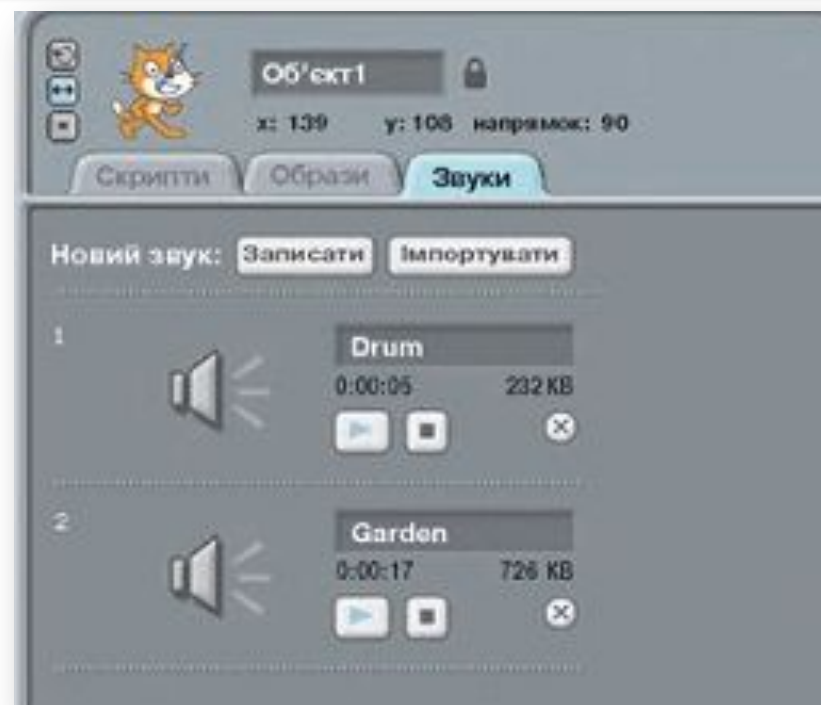 Об'єкт1
x: 139 y: 108 напрямок: 90
Скрипти Образи Звуки
Новий звук: Записати Імпортувати
1
Drum
0:00:05 232 KB
2
Garden
0:00:17 726 KB